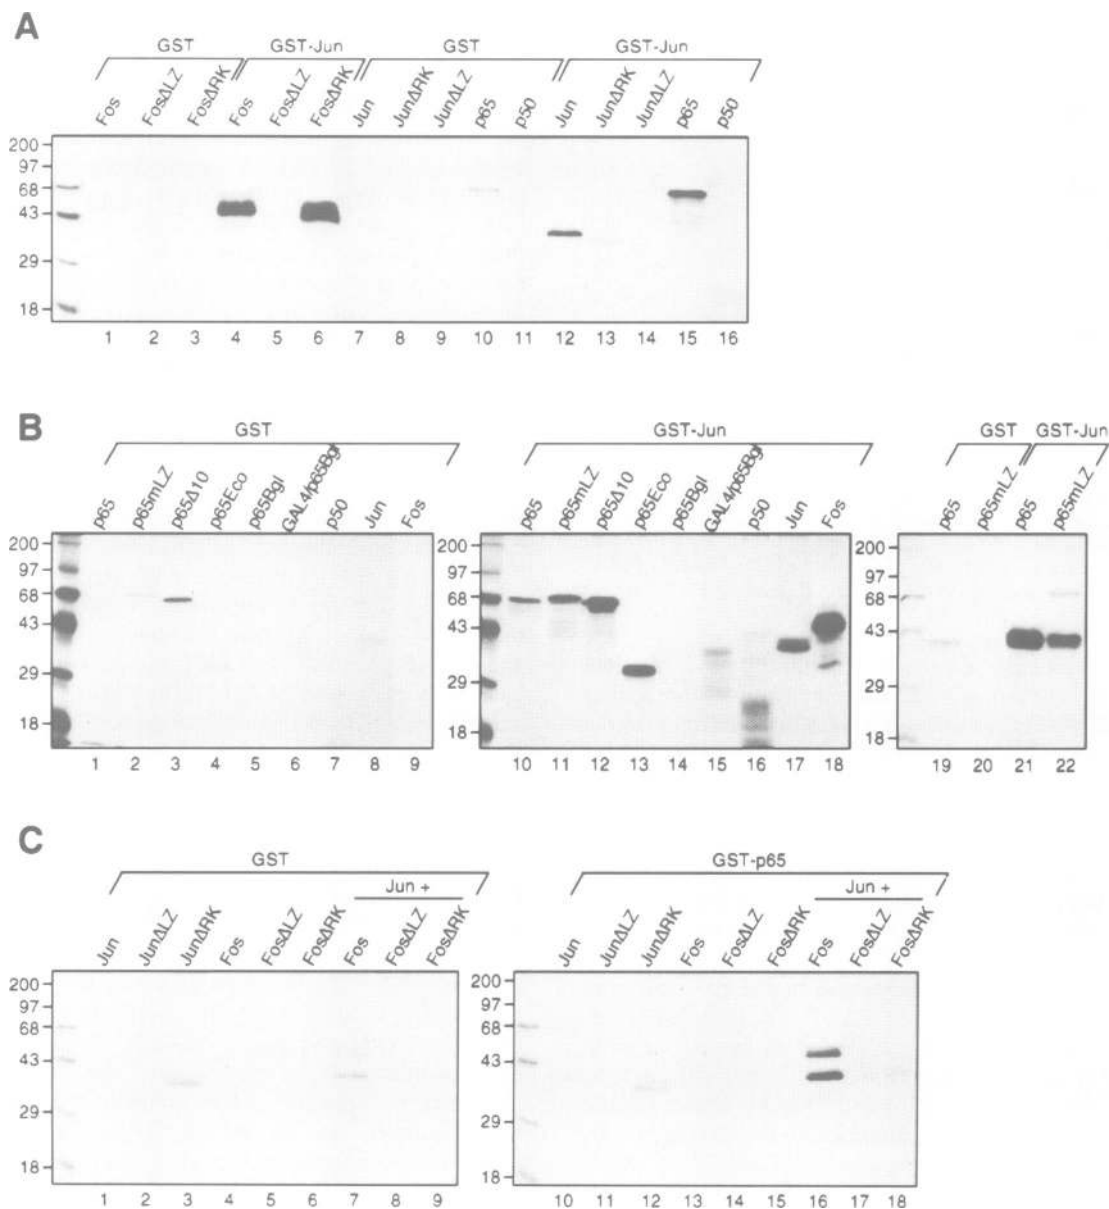 A
GST GST-Jun GST GST-Jun
Fos FosΔLZ FosΔRK Fos FosΔLZ FosΔRK Jun JunΔRK JunΔLZ p65 p50 Jun JunΔRK JunΔLZ p65 p50
200
97
68
43
29
18
1 2 3 4 5 6 7 8 9 10 11 12 13 14 15 16
B
GST GST-Jun GST GST-Jun
p65 p65mLZ p65Δ10 p65Eco p65Bgl GAL4/p65Bgl p50 Jun Fos
p65 p65mLZ p65Δ10 p65Eco p65Bgl GAL4/p65Bgl p50 Jun Fos
p65 p65mLZ p65 p65mLZ
200 200 200
97 97 97
68 68 68
43 43 43
29 29 29
18 18 18
1 2 3 4 5 6 7 8 9 10 11 12 13 14 15 16 17 18 19 20 21 22
C
GST GST-p65
Jun + Jun +
Jun JunΔLZ JunΔRK Fos FosΔLZ FosΔRK Fos FosΔLZ FosΔRK
Jun JunΔLZ JunΔRK Fos FosΔLZ FosΔRK Fos FosΔLZ FosΔRK
200 200
97 97
68 68
43 43
29 29
18 18
1 2 3 4 5 6 7 8 9 10 11 12 13 14 15 16 17 18